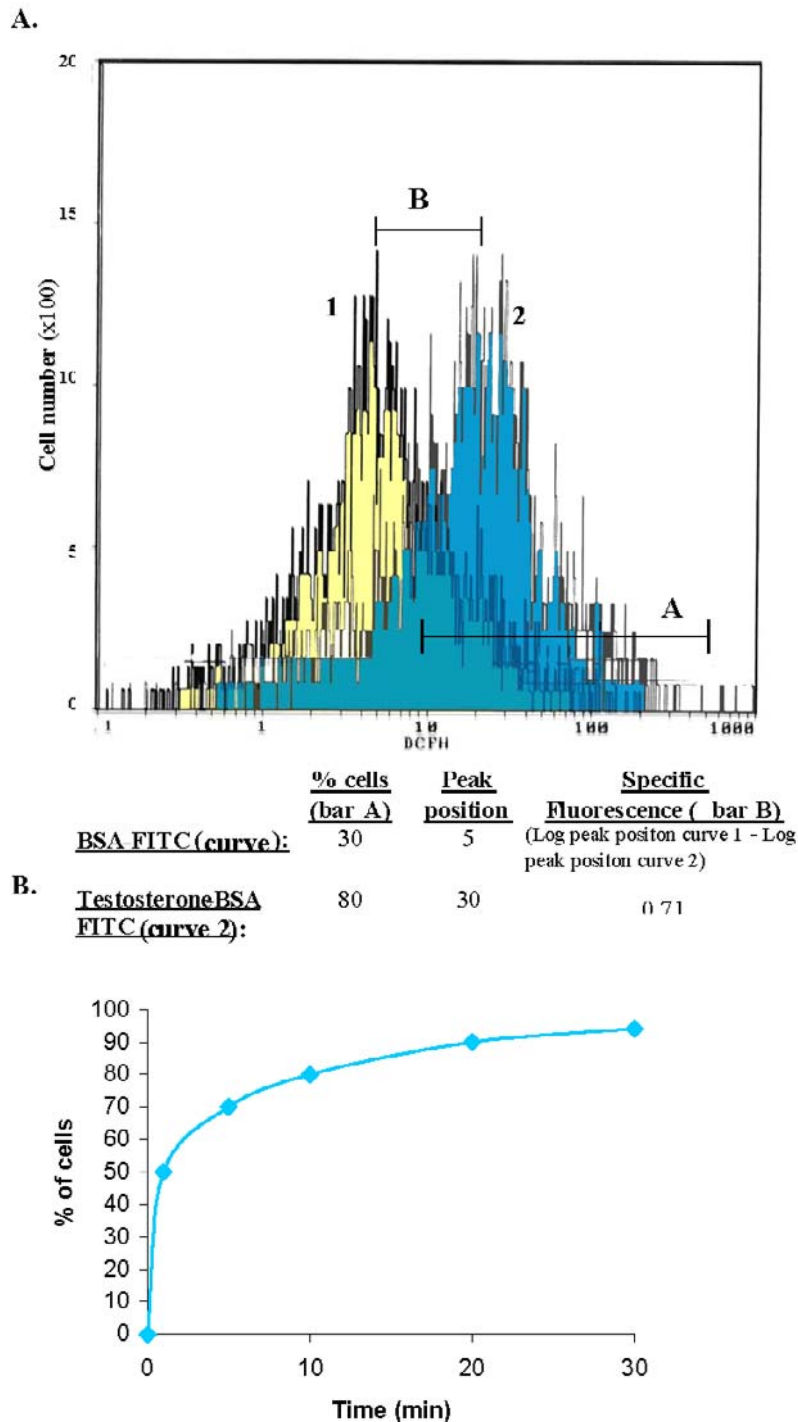 A.
20
B
15
1
2
Cell number (x100)
10
5
A
0
.1 1 10 100 1000
DCFH
% cells Peak Specific
(bar A) position Fluorescence ( bar B)
BSA-FITC (curve): 30 5 (Log peak positon curve 1 - Log
peak positon curve 2)
B.
Testosterone-BSA 80 30 0.71
FITC (curve 2):
100
90
80
70
60
50
40
30
20
10
0
% of cells
0 10 20 30
Time (min)